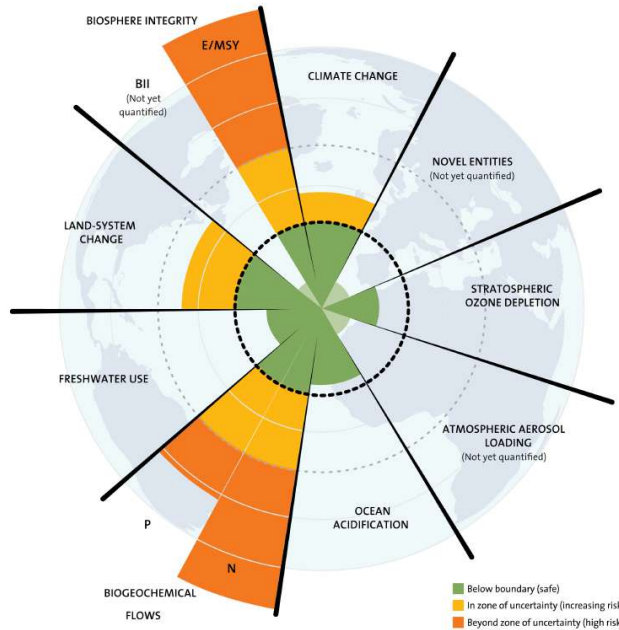 BIOSPHERE INTEGRITY
E/MSY
CLIMATE CHANGE
BII
(Not yet
quantified)
NOVEL ENTITIES
(Not yet quantified)
LAND-SYSTEM
CHANGE
STRATOSPHERIC
OZONE DEPLETION
FRESHWATER USE
ATMOSPHERIC AEROSOL
LOADING
(Not yet quantified)
OCEAN
ACIDIFICATION
P
N
BIOGEOCHEMICAL
FLOWS
Below boundary (safe)
In zone of uncertainty (increasing risk
Beyond zone of uncertainty (high risk